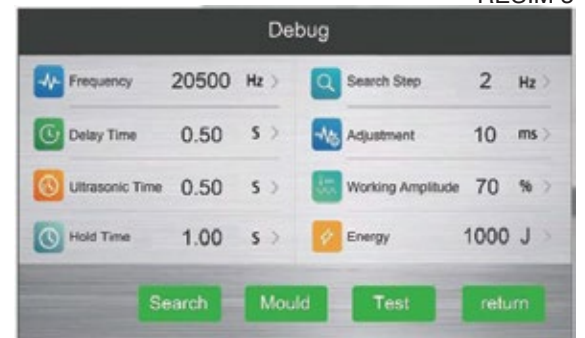 Debug
Frequency 20500 Hz > Search Step 2 Hz >
Delay Time 0.50 S > Adjustment 10 ms >
Ultrasonic Time 0.50 S > Working Amplitude 70 % >
Hold Time 1.00 S > Energy 1000 J >
Search Mould Test return